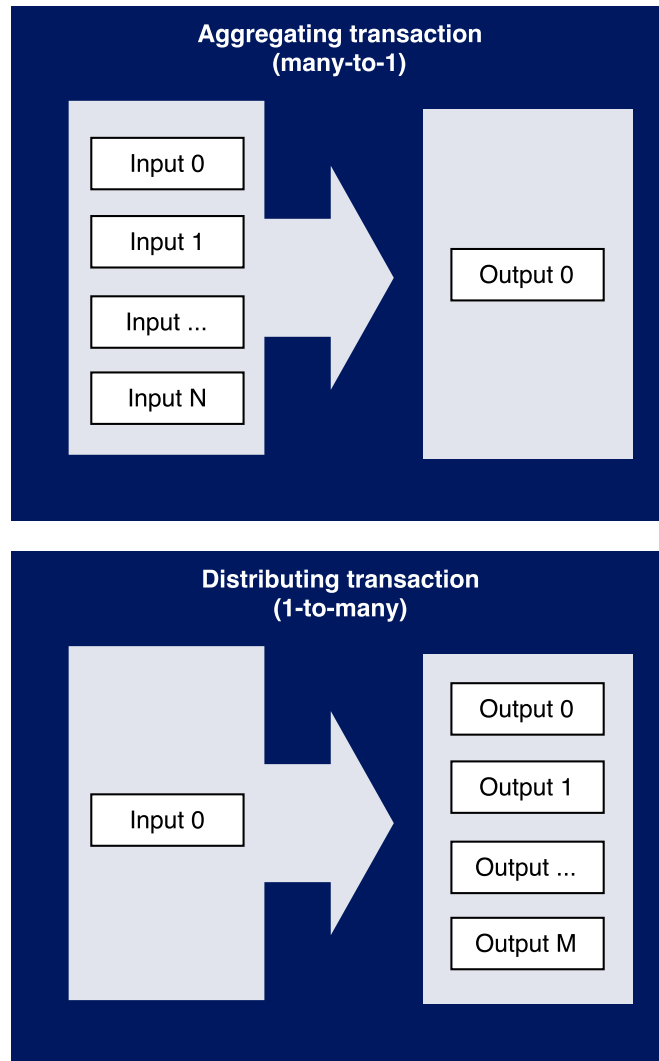 Aggregating transaction
(many-to-1)
Input 0
Input 1
Input ...
Input N
Output 0
Distributing transaction
(1-to-many)
Input 0
Output 0
Output 1
Output ...
Output M